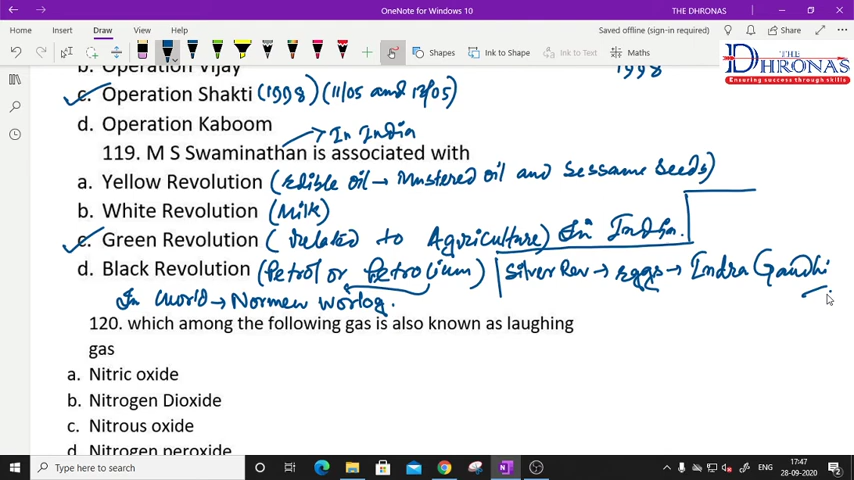 OneNote for Windows 10
THE DHRONAS
Home Insert Draw View Help
Saved offline (sign in required)
Share
Shapes Ink to Shape Ink to Text Maths
THE
DHRONAS
Ensuring success through skills
b. Operation Vijay
1998
c. Operation Shakti (1998) (11/05 and 12/05)
d. Operation Kaboom
In India
119. M S Swaminathan is associated with
a. Yellow Revolution (edible oil → Mustered oil and Sessame Seeds)
b. White Revolution (Milk)
c. Green Revolution (related to Agriculture) In India.
d. Black Revolution (Petrol or Petrolium) Silver Rev → eggs → Indra Gandhi
In world → Normen worlog.
120. which among the following gas is also known as laughing
gas
a. Nitric oxide
b. Nitrogen Dioxide
c. Nitrous oxide
d. Nitrogen peroxide
Type here to search
ENG
17:47
28-09-2020